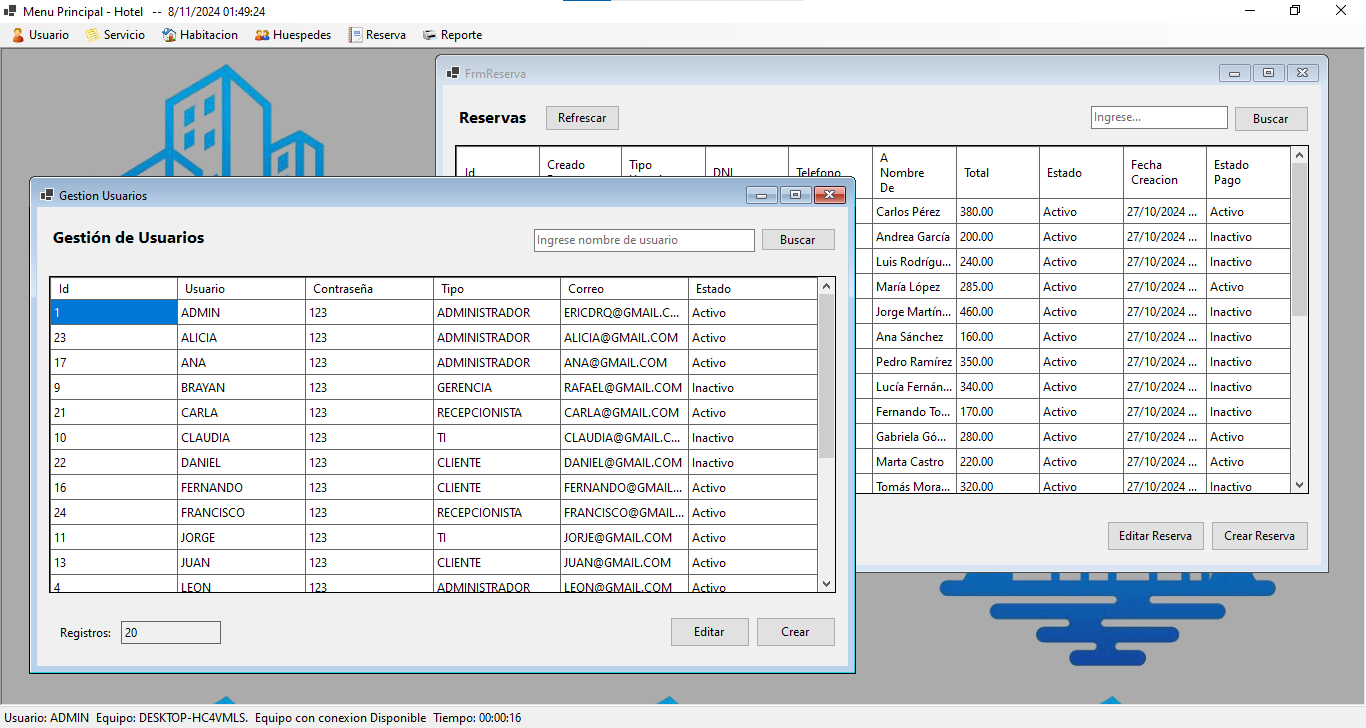 Menu Principal - Hotel -- 8/11/2024 01:49:24
Usuario Servicio Habitacion Huespedes Reserva Reporte
FrmReserva
Reservas Refrescar Ingrese... Buscar
Id Creado Tipo DNI Telefono A Nombre De Total Estado Fecha Creacion Estado Pago
Carlos Pérez 380.00 Activo 27/10/2024 ... Activo
Andrea García 200.00 Activo 27/10/2024 ... Inactivo
Luis Rodrígu... 240.00 Activo 27/10/2024 ... Inactivo
María López 285.00 Activo 27/10/2024 ... Activo
Jorge Martín... 460.00 Activo 27/10/2024 ... Inactivo
Ana Sánchez 160.00 Activo 27/10/2024 ... Inactivo
Pedro Ramírez 350.00 Activo 27/10/2024 ... Inactivo
Lucía Fernán... 340.00 Activo 27/10/2024 ... Inactivo
Fernando To... 170.00 Activo 27/10/2024 ... Inactivo
Gabriela Gó... 280.00 Activo 27/10/2024 ... Activo
Marta Castro 220.00 Activo 27/10/2024 ... Activo
Tomás Mora... 320.00 Activo 27/10/2024 ... Inactivo
Editar Reserva Crear Reserva
Gestion Usuarios
Gestión de Usuarios Ingrese nombre de usuario Buscar
Id Usuario Contraseña Tipo Correo Estado
1 ADMIN 123 ADMINISTRADOR ERICDRQ@GMAIL.C... Activo
23 ALICIA 123 ADMINISTRADOR ALICIA@GMAIL.COM Activo
17 ANA 123 ADMINISTRADOR ANA@GMAIL.COM Activo
9 BRAYAN 123 GERENCIA RAFAEL@GMAIL.COM Inactivo
21 CARLA 123 RECEPCIONISTA CARLA@GMAIL.COM Activo
10 CLAUDIA 123 TI CLAUDIA@GMAIL.C... Inactivo
22 DANIEL 123 CLIENTE DANIEL@GMAIL.COM Inactivo
16 FERNANDO 123 CLIENTE FERNANDO@GMAIL... Activo
24 FRANCISCO 123 RECEPCIONISTA FRANCISCO@GMAIL... Activo
11 JORGE 123 TI JORJE@GMAIL.COM Activo
13 JUAN 123 CLIENTE JUAN@GMAIL.COM Activo
4 LEON 123 ADMINISTRADOR LEON@GMAIL.COM Activo
Registros: 20 Editar Crear
Usuario: ADMIN Equipo: DESKTOP-HC4VMLS. Equipo con conexion Disponible Tiempo: 00:00:16